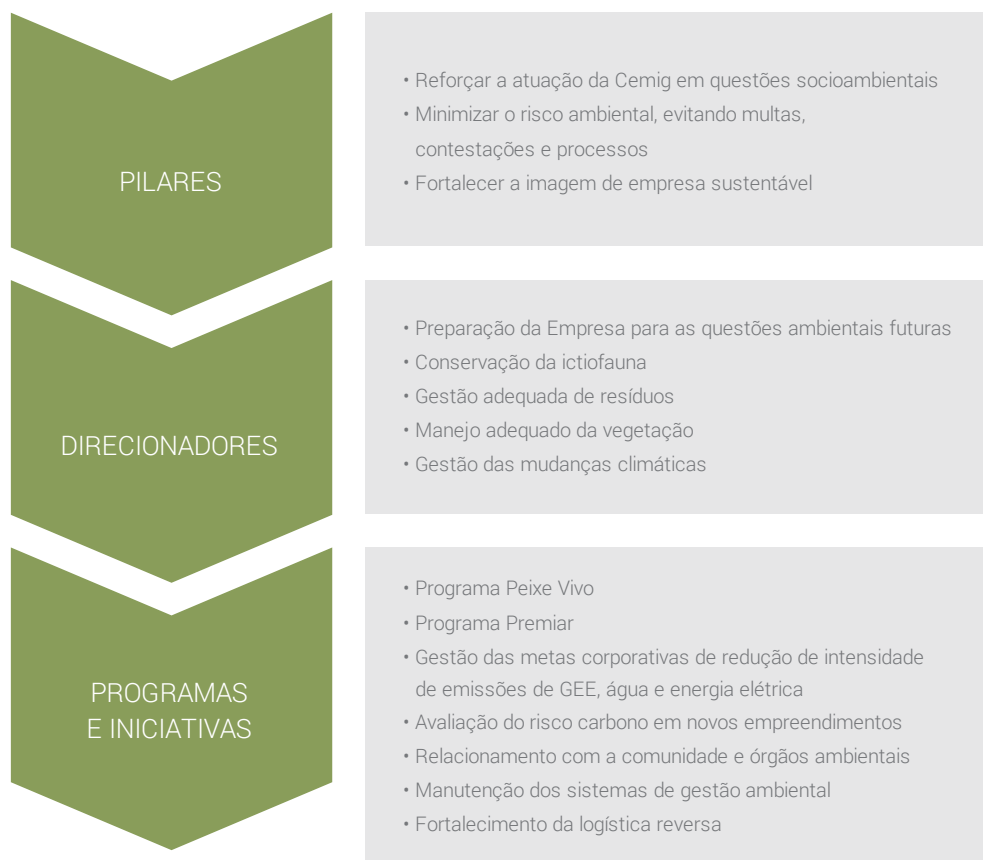 PILARES
• Reforçar a atuação da Cemig em questões socioambientais
• Minimizar o risco ambiental, evitando multas,
contestações e processos
• Fortalecer a imagem de empresa sustentável
DIRECIONADORES
• Preparação da Empresa para as questões ambientais futuras
• Conservação da ictiofauna
• Gestão adequada de resíduos
• Manejo adequado da vegetação
• Gestão das mudanças climáticas
PROGRAMAS
E INICIATIVAS
• Programa Peixe Vivo
• Programa Premiar
• Gestão das metas corporativas de redução de intensidade
de emissões de GEE, água e energia elétrica
• Avaliação do risco carbono em novos empreendimentos
• Relacionamento com a comunidade e órgãos ambientais
• Manutenção dos sistemas de gestão ambiental
• Fortalecimento da logística reversa